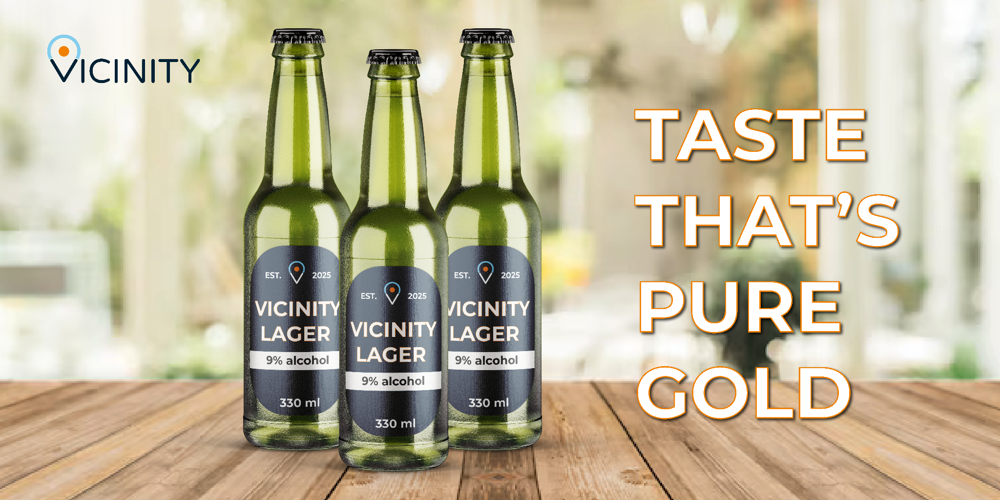 VICINITY
EST. 2025
VICINITY
LAGER
9% alcohol
330 ml
EST. 2025
VICINITY
LAGER
9% alcohol
330 ml
EST. 2025
VICINITY
LAGER
9% alcohol
330 ml
TASTE
THAT’S
PURE
GOLD